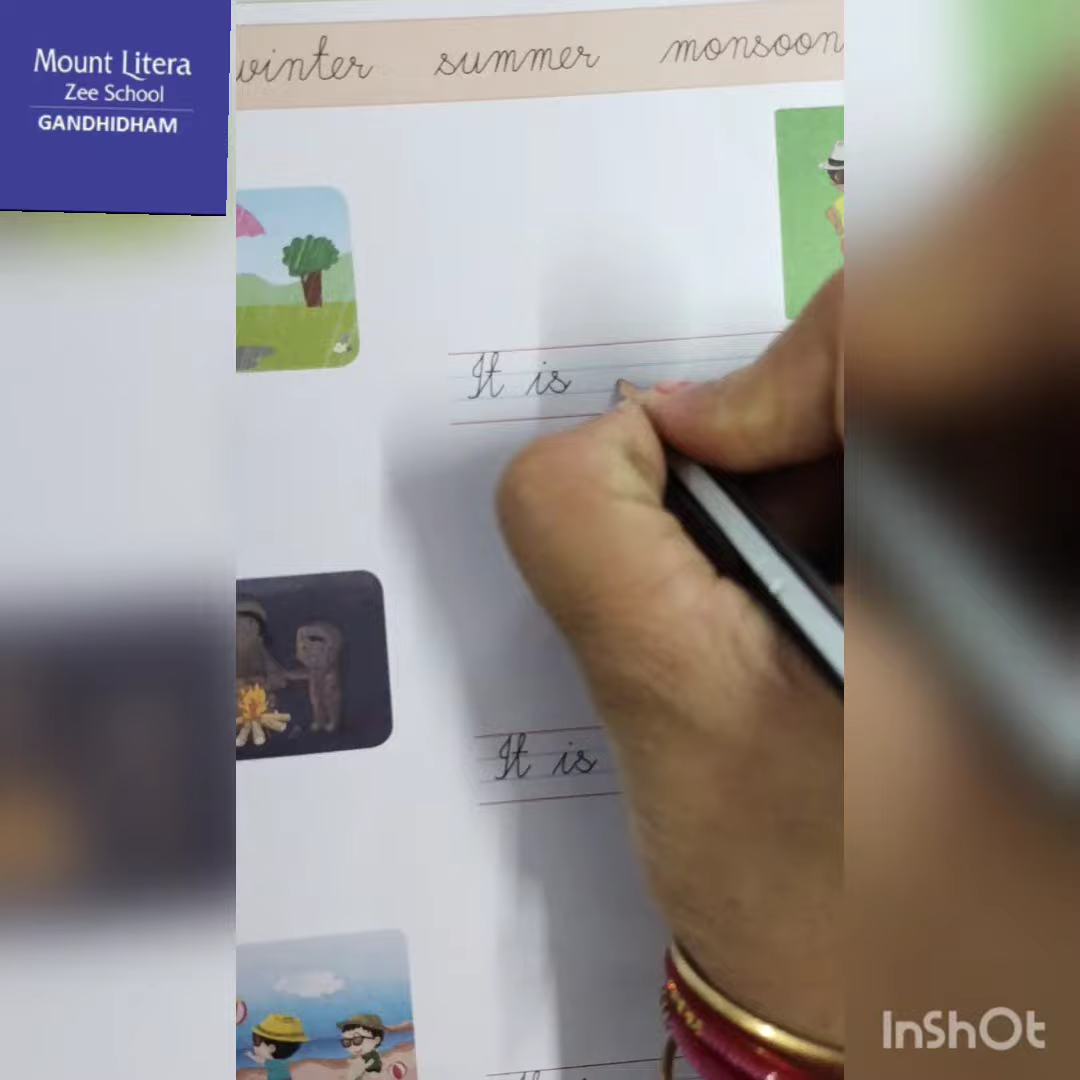 Mount Litera
Zee School
GANDHIDHAM
winter summer monsoon
It is
It is
InShOt